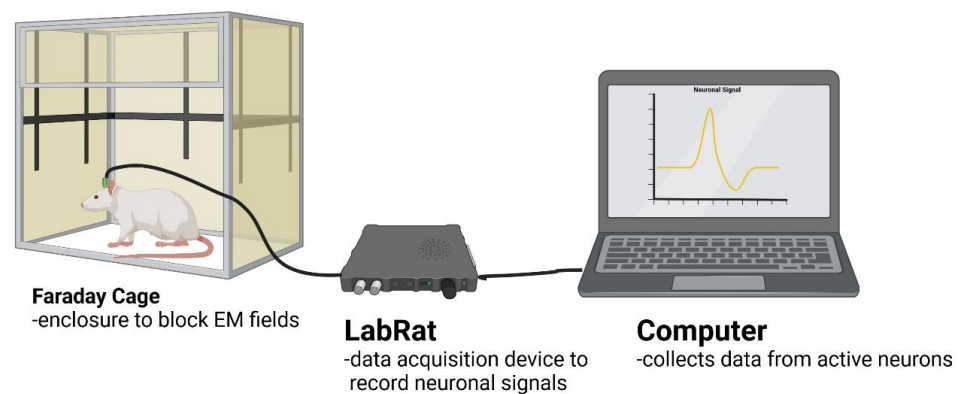 Neuronal Signal
Faraday Cage
-enclosure to block EM fields
LabRat
-data acquisition device to
record neuronal signals
Computer
-collects data from active neurons